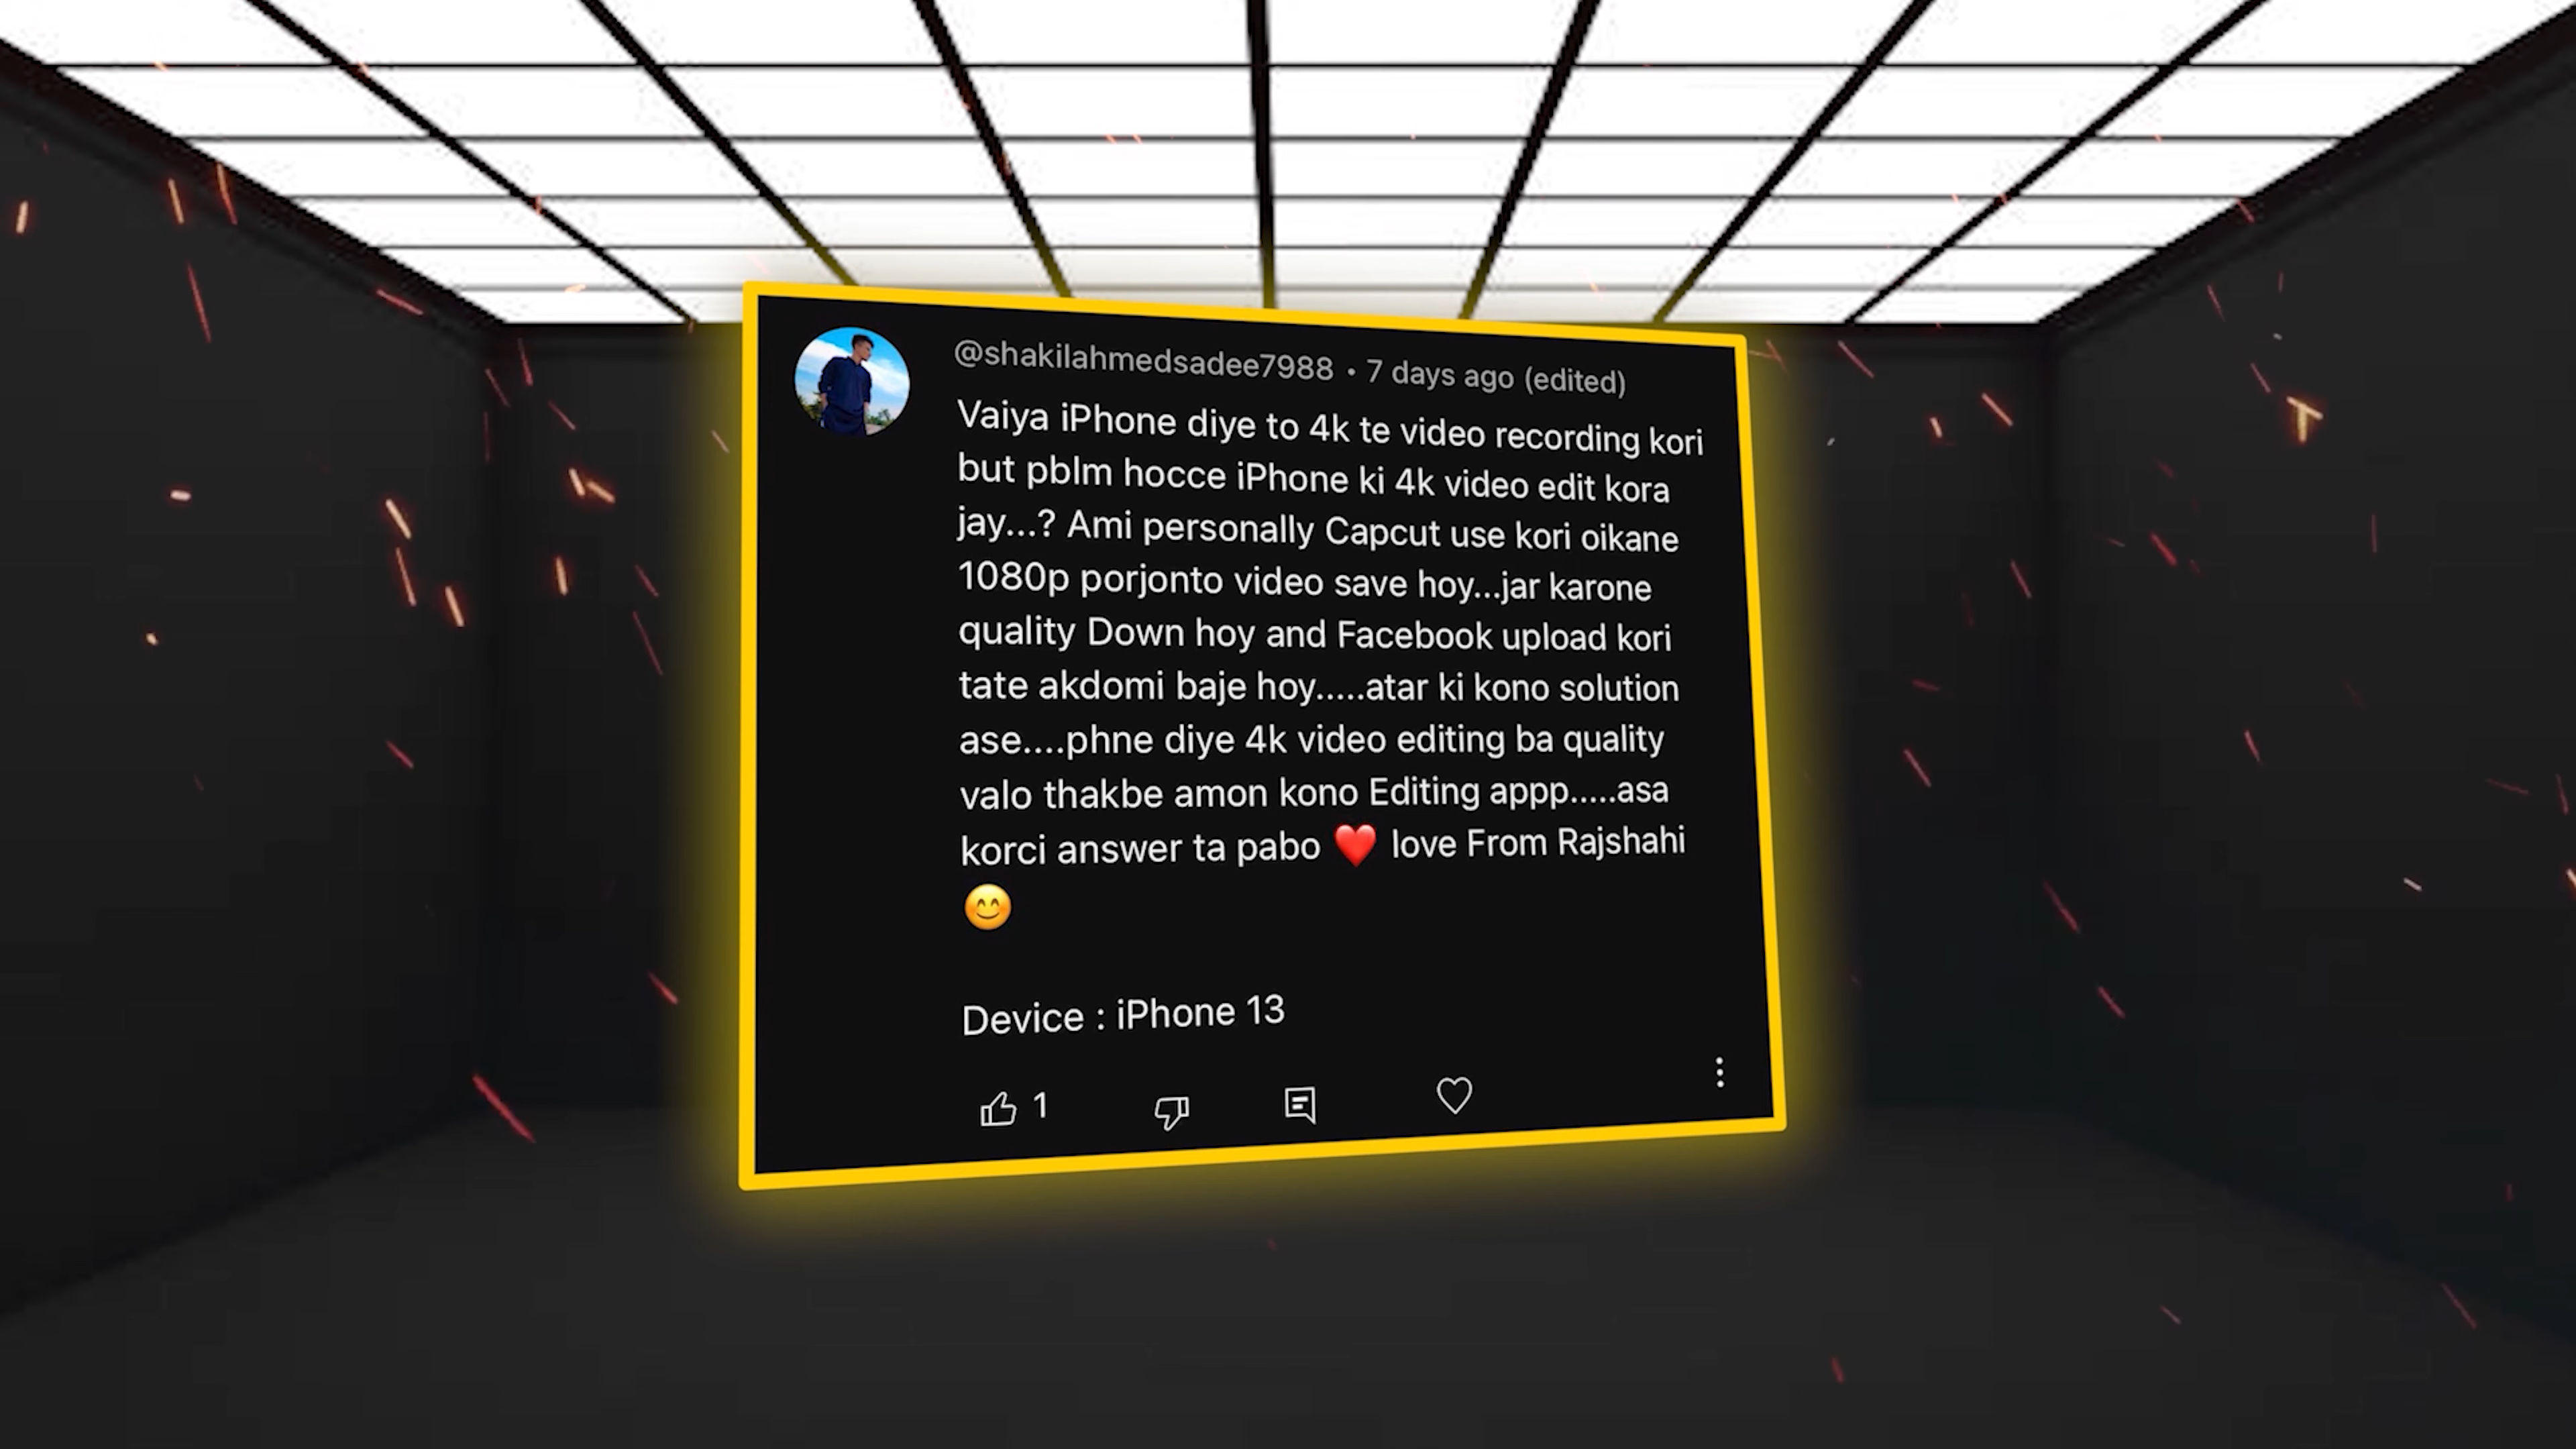 @shakilahmedsadee7988 • 7 days ago (edited)
Vaiya iPhone diye to 4k te video recording kori
but pblm hocce iPhone ki 4k video edit kora
jay...? Ami personally Capcut use kori oikane
1080p porjonto video save hoy...jar karone
quality Down hoy and Facebook upload kori
tate akdomi baje hoy.....atar ki kono solution
ase....phne diye 4k video editing ba quality
valo thakbe amon kono Editing appp.....asa
korci answer ta pabo ❤️ love From Rajshahi
😊
Device : iPhone 13
1